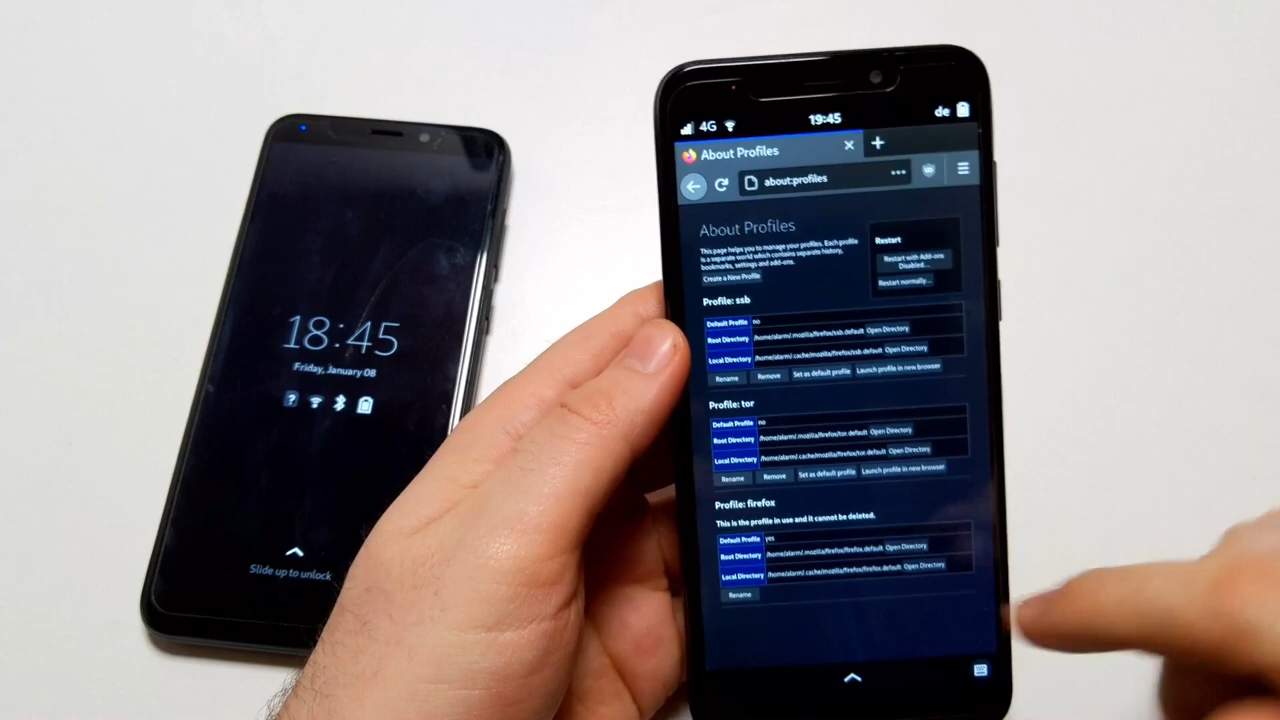 18:45
Friday, January 08
?
Slide up to unlock
4G
19:45
de
About Profiles
about:profiles
About Profiles
This page helps you to manage your profiles. Each profile
is a separate world which contains separate history,
bookmarks, settings and add-ons.
Create a New Profile
Restart
Restart with Add-ons
Disabled...
Restart normally...
Profile: ssb
Default Profile no
Root Directory /home/alarm/.mozilla/firefox/ssb.default Open Directory
Local Directory /home/alarm/.cache/mozilla/firefox/ssb.default Open Directory
Rename Remove Set as default profile Launch profile in new browser
Profile: tor
Default Profile no
Root Directory /home/alarm/.mozilla/firefox/tor.default Open Directory
Local Directory /home/alarm/.cache/mozilla/firefox/tor.default Open Directory
Rename Remove Set as default profile Launch profile in new browser
Profile: firefox
This is the profile in use and it cannot be deleted.
Default Profile yes
Root Directory /home/alarm/.mozilla/firefox/firefox.default Open Directory
Local Directory /home/alarm/.cache/mozilla/firefox/firefox.default Open Directory
Rename